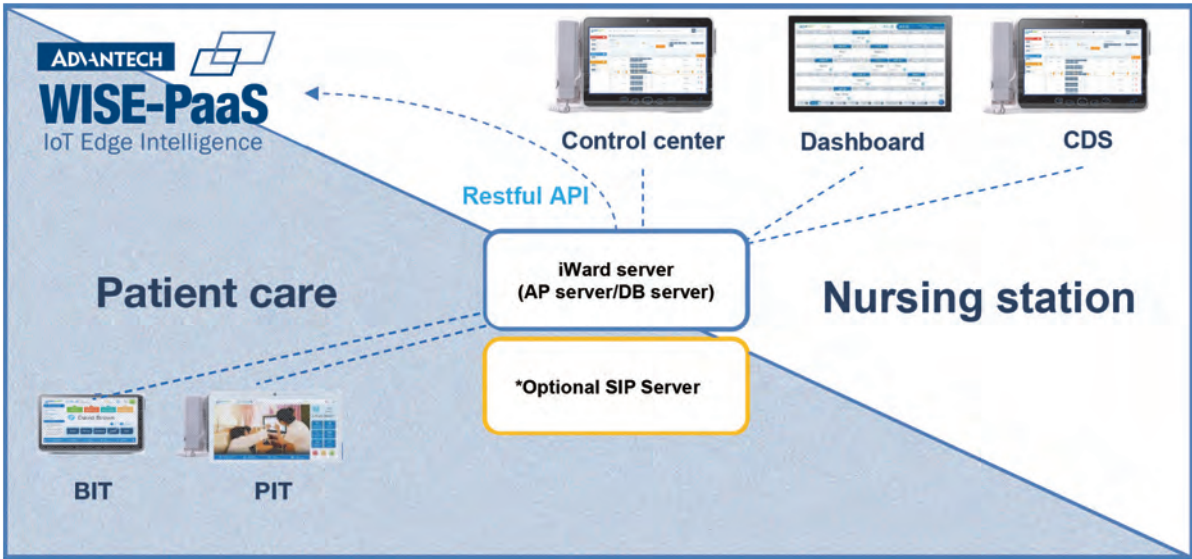 ADVANTECH
WISE-PaaS
IoT Edge Intelligence
Control center
Dashboard
CDS
Restful API
iWard server
(AP server/DB server)
Patient care
Nursing station
*Optional SIP Server
BIT
PIT